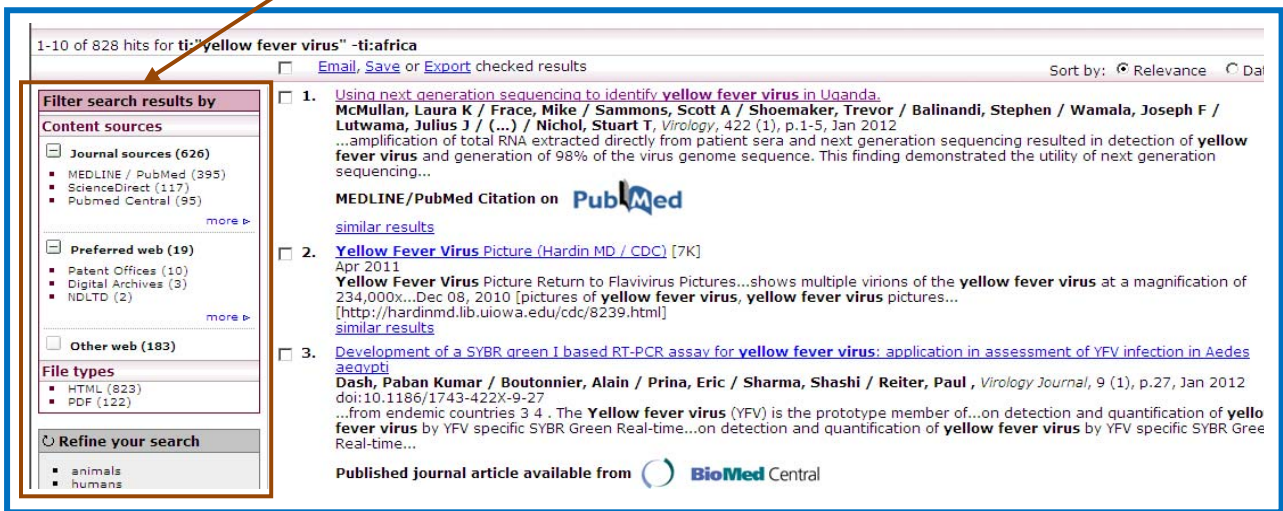 1-10 of 828 hits for ti:"yellow fever virus" -ti:africa
Email, Save or Export checked results
Sort by: Relevance Dat
Filter search results by
Content sources
Journal sources (626)
MEDLINE / PubMed (395)
ScienceDirect (117)
Pubmed Central (95)
more
Preferred web (19)
Patent Offices (10)
Digital Archives (3)
NDLTD (2)
more
Other web (183)
File types
HTML (823)
PDF (122)
Refine your search
animals
humans
1. Using next generation sequencing to identify yellow fever virus in Uganda.
McMullan, Laura K / Frace, Mike / Sammons, Scott A / Shoemaker, Trevor / Balinandi, Stephen / Wamala, Joseph F /
Lutwama, Julius J / (...) / Nichol, Stuart T, Virology, 422 (1), p.1-5, Jan 2012
...amplification of total RNA extracted directly from patient sera and next generation sequencing resulted in detection of yellow
fever virus and generation of 98% of the virus genome sequence. This finding demonstrated the utility of next generation
sequencing...
MEDLINE/PubMed Citation on PubMed
similar results
2. Yellow Fever Virus Picture (Hardin MD / CDC) [7K]
Apr 2011
Yellow Fever Virus Picture Return to Flavivirus Pictures...shows multiple virions of the yellow fever virus at a magnification of
234,000x...Dec 08, 2010 [pictures of yellow fever virus, yellow fever virus pictures...
[http://hardinmd.lib.uiowa.edu/cdc/8239.html]
similar results
3. Development of a SYBR green I based RT-PCR assay for yellow fever virus: application in assessment of YFV infection in Aedes
aegypti
Dash, Paban Kumar / Boutonnier, Alain / Prina, Eric / Sharma, Shashi / Reiter, Paul , Virology Journal, 9 (1), p.27, Jan 2012
doi:10.1186/1743-422X-9-27
...from endemic countries 3 4 . The Yellow fever virus (YFV) is the prototype member of...on detection and quantification of yello
fever virus by YFV specific SYBR Green Real-time...on detection and quantification of yellow fever virus by YFV specific SYBR Gree
Real-time...
Published journal article available from BioMed Central